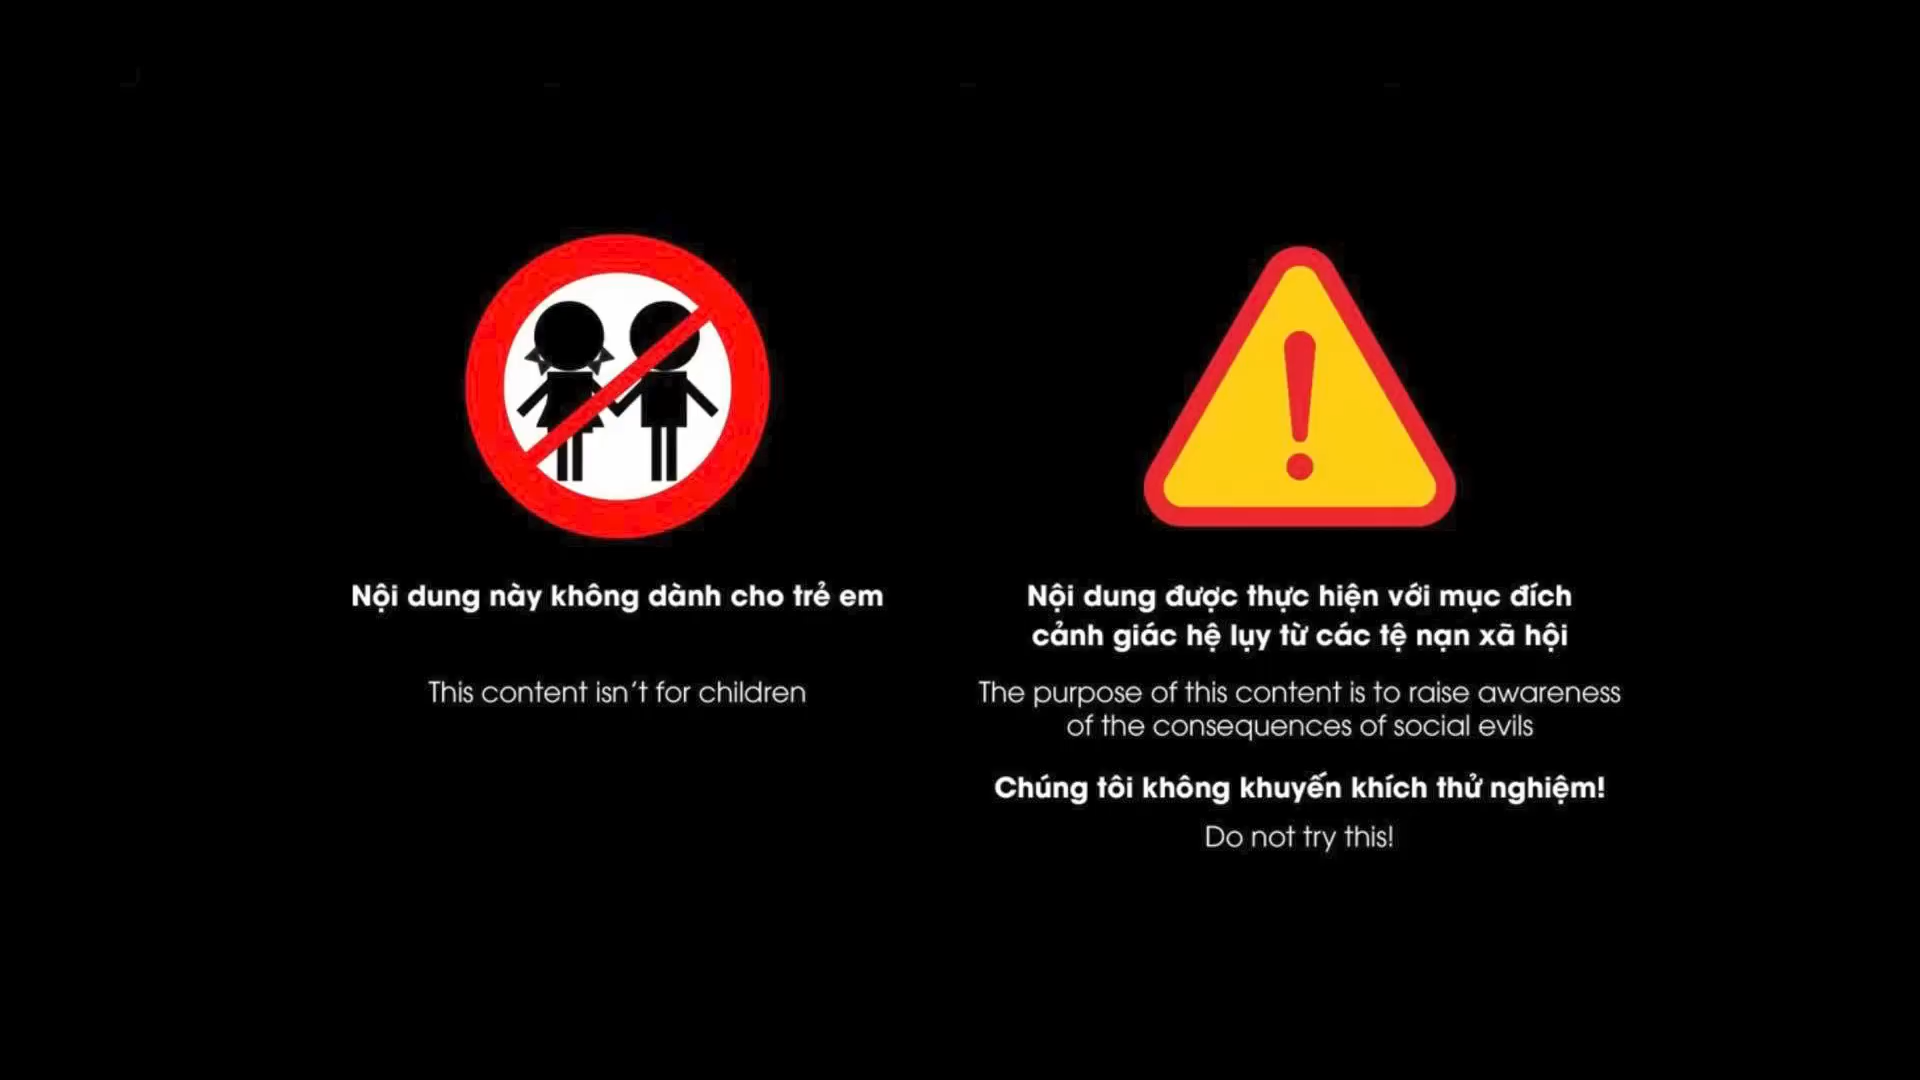 Nội dung này không dành cho trẻ em
This content isn't for children
Nội dung được thực hiện với mục đích
cảnh giác hệ lụy từ các tệ nạn xã hội
The purpose of this content is to raise awareness
of the consequences of social evils
Chúng tôi không khuyến khích thử nghiệm!
Do not try this!